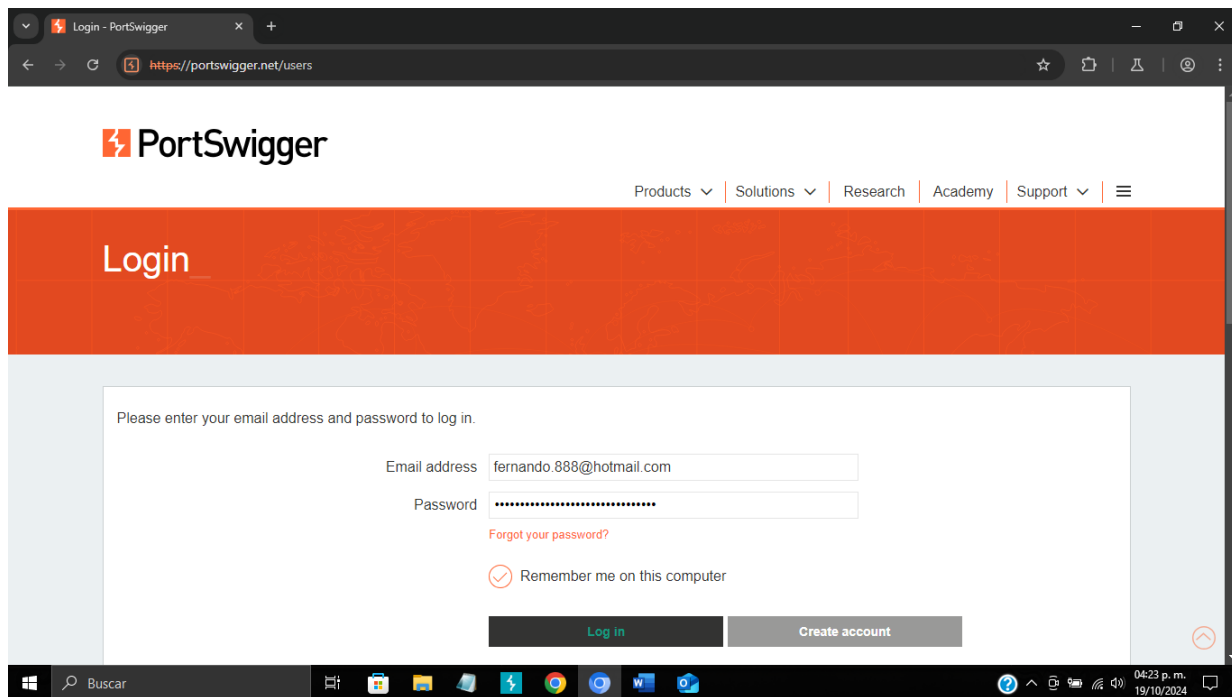 Login - PortSwigger
https://portswigger.net/users
PortSwigger
Products Solutions Research Academy Support
Login_
Please enter your email address and password to log in.
Email address fernando.888@hotmail.com
Password ••••••••••••••••••••••••••••••••
Forgot your password?
Remember me on this computer
Log in Create account
Buscar
04:23 p. m.
19/10/2024